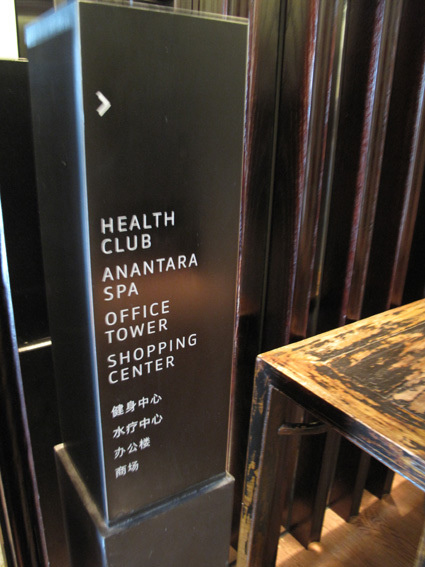 HEALTH
CLUB
ANANTARA
SPA
OFFICE
TOWER
SHOPPING
CENTER
健身中心
水疗中心
办公楼
商场